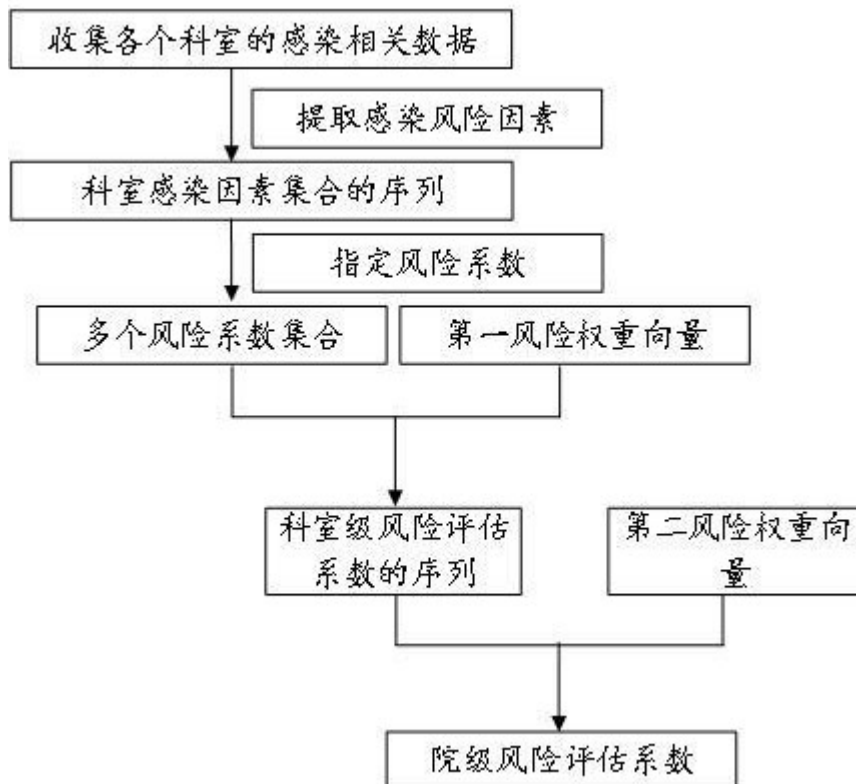 收集各个科室的感染相关数据
提取感染风险因素
科室感染因素集合的序列
指定风险系数
多个风险系数集合
第一风险权重向量
科室级风险评估
系数的序列
第二风险权重向
量
院级风险评估系数